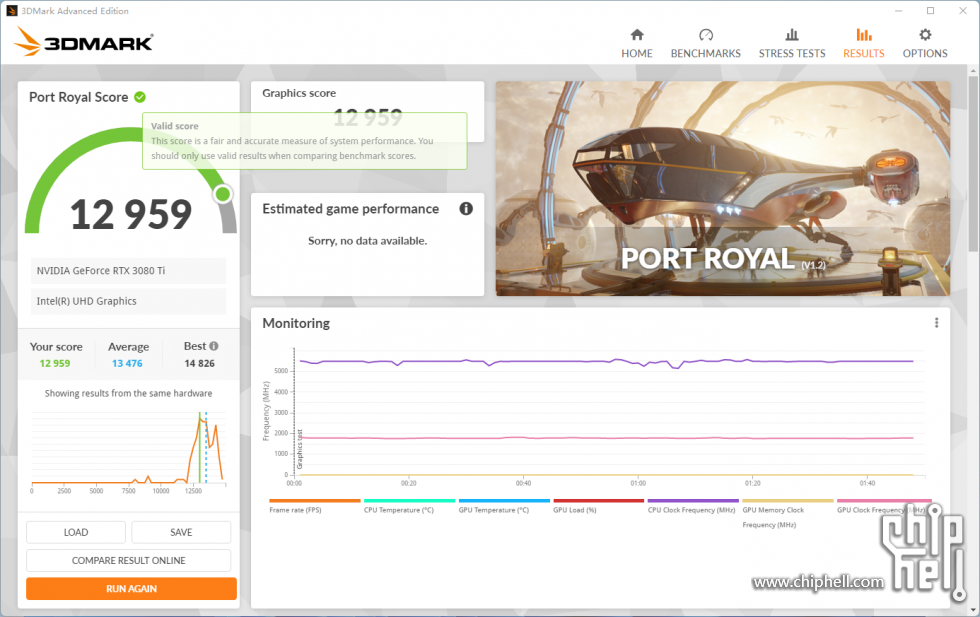 3DMark Advanced Edition
3DMARK
HOME
BENCHMARKS
STRESS TESTS
RESULTS
OPTIONS
Port Royal Score
12 959
NVIDIA GeForce RTX 3080 Ti
Intel(R) UHD Graphics
Your score
12 959
Average
13 476
Best
14 826
Showing results from the same hardware
0 2500 5000 7500 10000 12500
LOAD
SAVE
COMPARE RESULT ONLINE
RUN AGAIN
Graphics score
12 959
Valid score
This score is a fair and accurate measure of system performance. You
should only use valid results when comparing benchmark scores.
Estimated game performance
Sorry, no data available.
PORT ROYAL (V1.2)
Monitoring
Frequency (MHz)
5000
4000
3000
2000
1000
0
Graphics test
00:00 00:20 00:40 01:00 01:20 01:40
Frame rate (FPS)
CPU Temperature (°C)
GPU Temperature (°C)
GPU Load (%)
CPU Clock Frequency (MHz)
GPU Memory Clock
Frequency (MHz)
GPU Clock Frequency (MHz)
chip
hell
www.chiphell.com